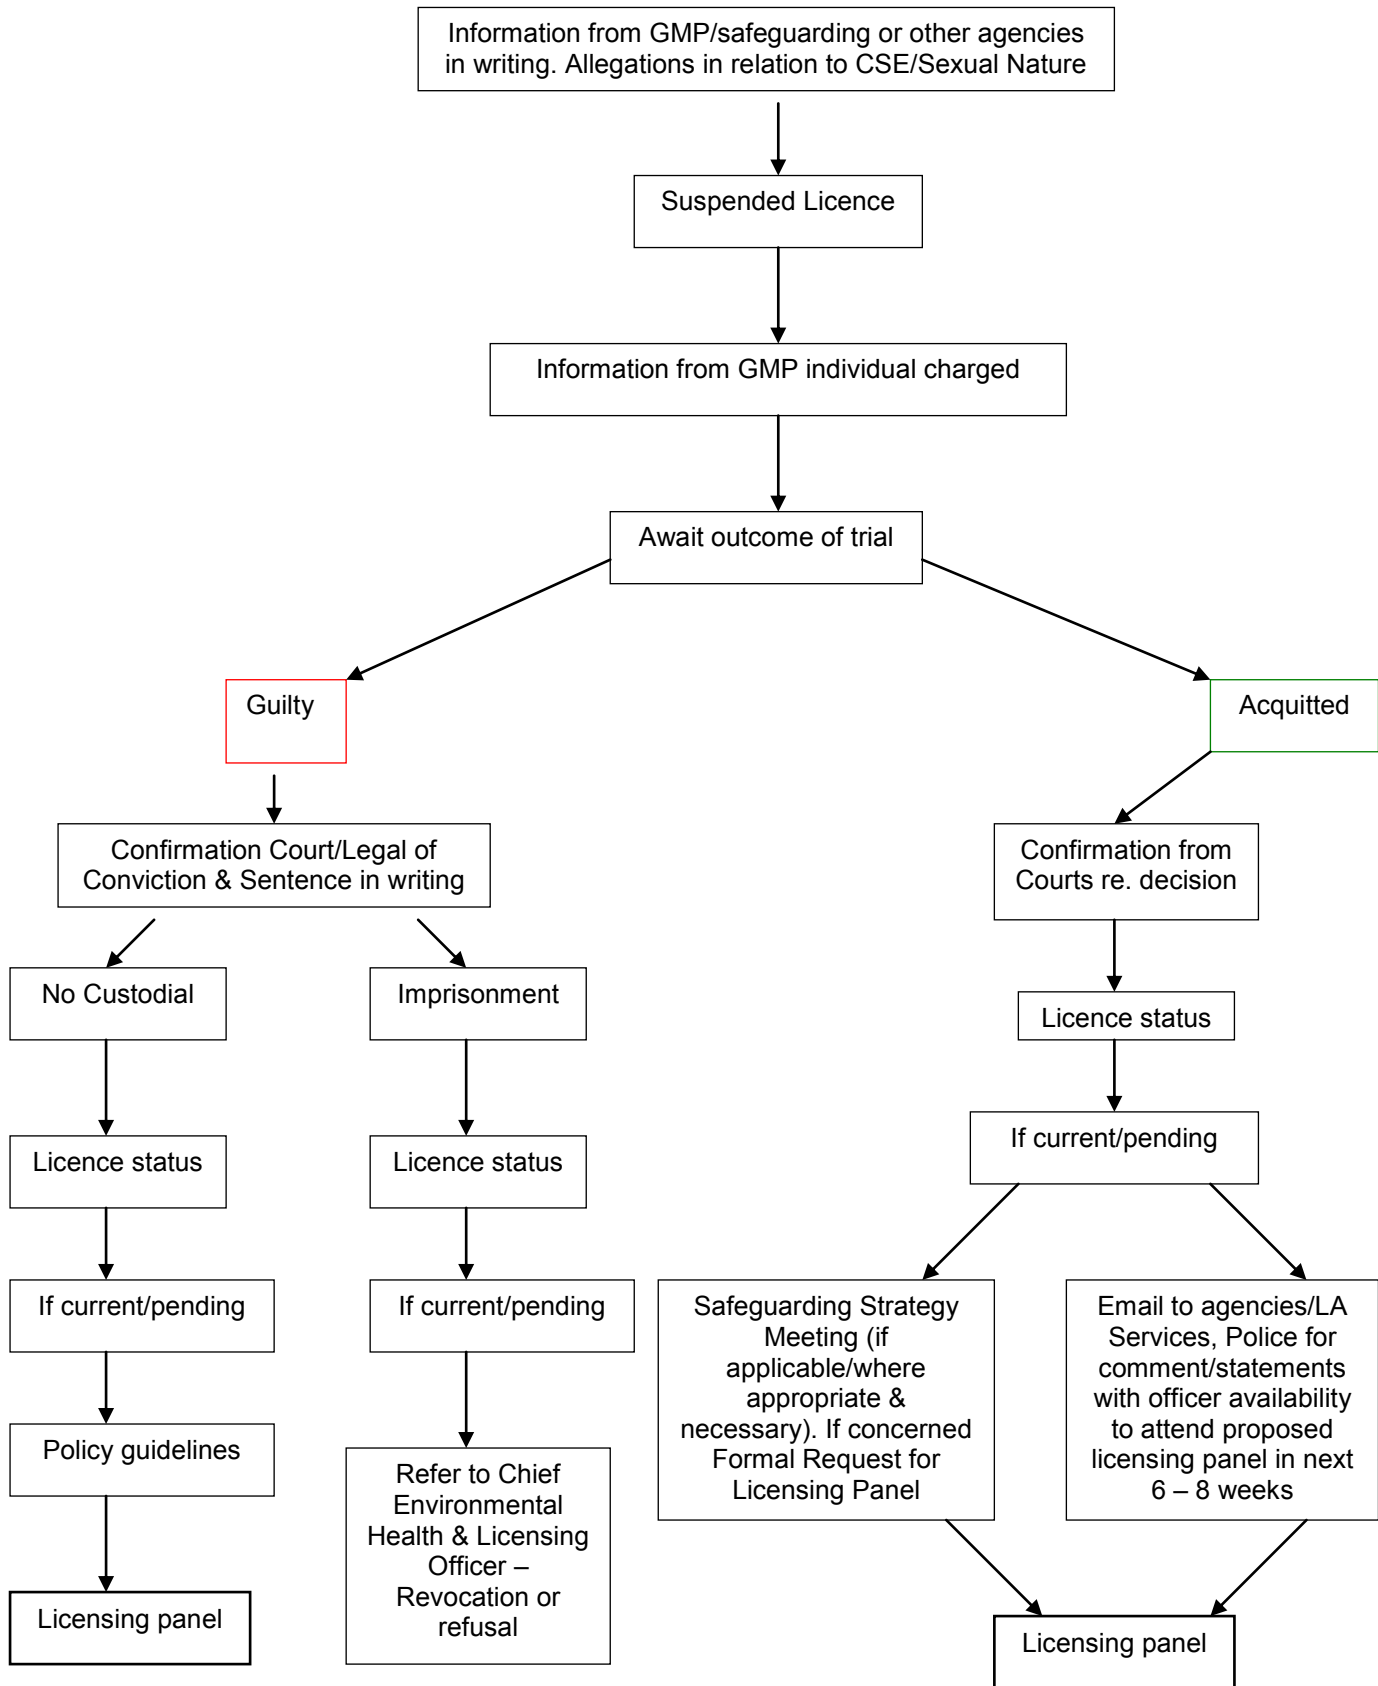 Information from GMP/safeguarding or other agencies
in writing. Allegations in relation to CSE/Sexual Nature
Suspended Licence
Information from GMP individual charged
Await outcome of trial
Guilty
Acquitted
Confirmation Court/Legal of
Conviction & Sentence in writing
Confirmation from
Courts re. decision
No Custodial
Imprisonment
Licence status
Licence status
Licence status
If current/pending
If current/pending
If current/pending
Safeguarding Strategy
Meeting (if
applicable/where
appropriate &
necessary). If concerned
Formal Request for
Licensing Panel
Email to agencies/LA
Services, Police for
comment/statements
with officer availability
to attend proposed
licensing panel in next
6 – 8 weeks
Policy guidelines
Refer to Chief
Environmental
Health & Licensing
Officer –
Revocation or
refusal
Licensing panel
Licensing panel